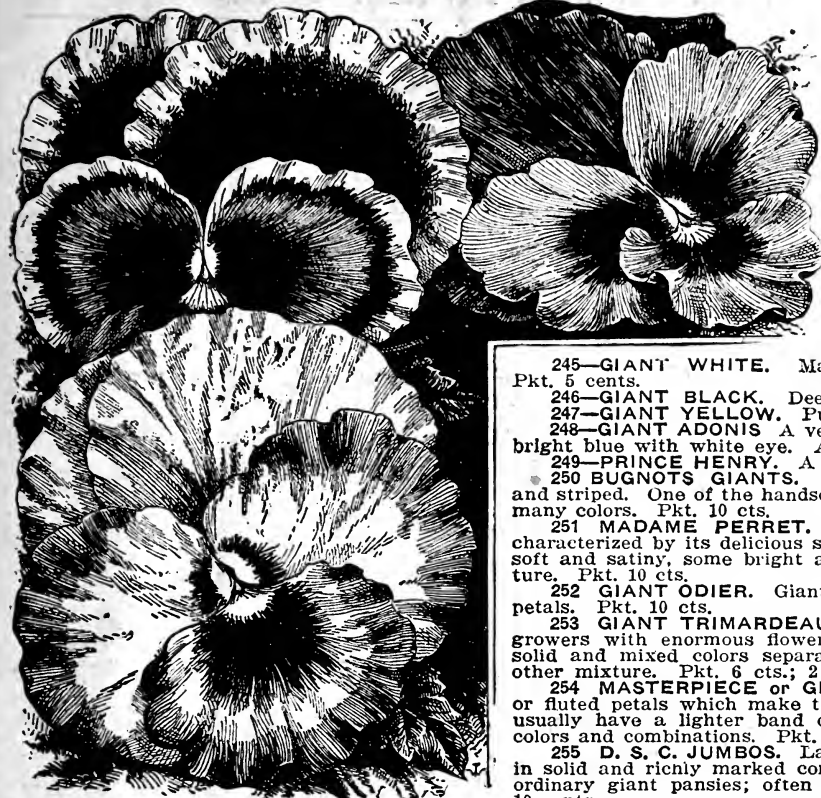 245—GIANT WHITE. Ma
Pkt. 5 cents.
246—GIANT BLACK. Dee
247—GIANT YELLOW. Pu
248—GIANT ADONIS A ve
bright blue with white eye. A
249—PRINCE HENRY. A
250 BUGNOTS GIANTS.
and striped. One of the handso
many colors. Pkt. 10 cts.
251 MADAME PERRET.
characterized by its delicious s
soft and satiny, some bright a
ture. Pkt. 10 cts.
252 GIANT ODIER. Giant
petals. Pkt. 10 cts.
253 GIANT TRIMARDEAU
growers with enormous flower
solid and mixed colors separa
other mixture. Pkt. 6 cts.; 2
254 MASTERPIECE or GI
or fluted petals which make t
usually have a lighter band o
colors and combinations. Pkt.
255 D. S. C. JUMBOS. La
in solid and richly marked con
ordinary giant pansies; often